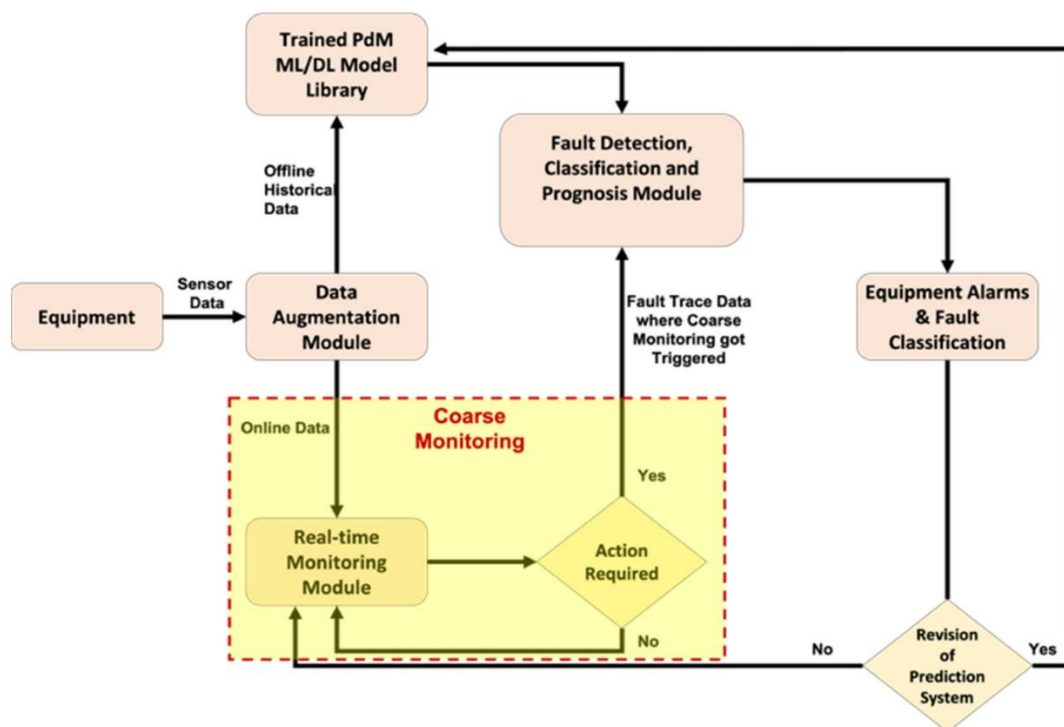 Trained PdM
ML/DL Model
Library
Fault Detection,
Classification and
Prognosis Module
Offline
Historical
Data
Sensor
Data
Equipment
Data
Augmentation
Module
Fault Trace Data
where Coarse
Monitoring got
Triggered
Equipment Alarms
& Fault
Classification
Coarse
Monitoring
Online Data
Yes
Real-time
Monitoring
Module
Action
Required
No
No
Revision
of
Prediction
System
Yes